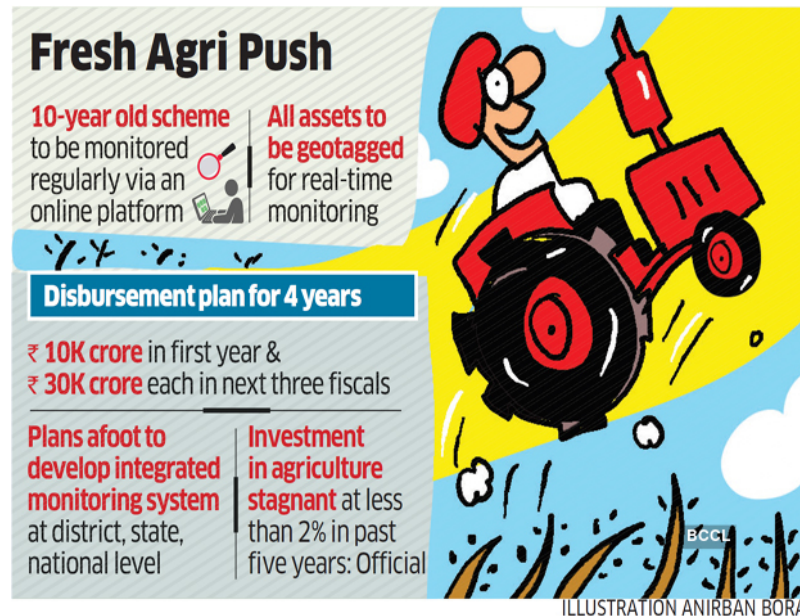 Fresh Agri Push
10-year old scheme
to be monitored
regularly via an
online platform
All assets to
be geotagged
for real-time
monitoring
Disbursement plan for 4 years
₹ 10K crore in first year &
₹ 30K crore each in next three fiscals
Plans afoot to
develop integrated
monitoring system
at district, state,
national level
Investment
in agriculture
stagnant at less
than 2% in past
five years: Official
BCCL
ILLUSTRATION ANIRBAN BORA